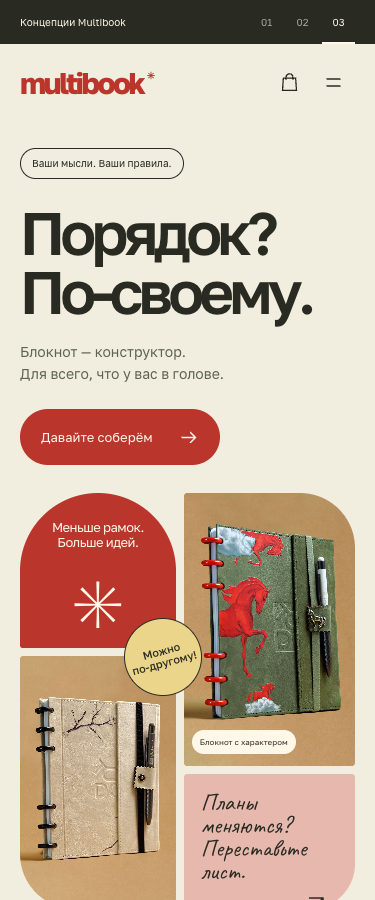 Концепции Multibook
01 02 03
multibook*
Ваши мысли. Ваши правила.
Порядок?
По-своему.
Блокнот — конструктор.
Для всего, что у вас в голове.
Давайте соберём →
Меньше рамок.
Больше идей.
Можно
по-другому!
Блокнот с характером
Планы
меняются?
Переставьте
лист.